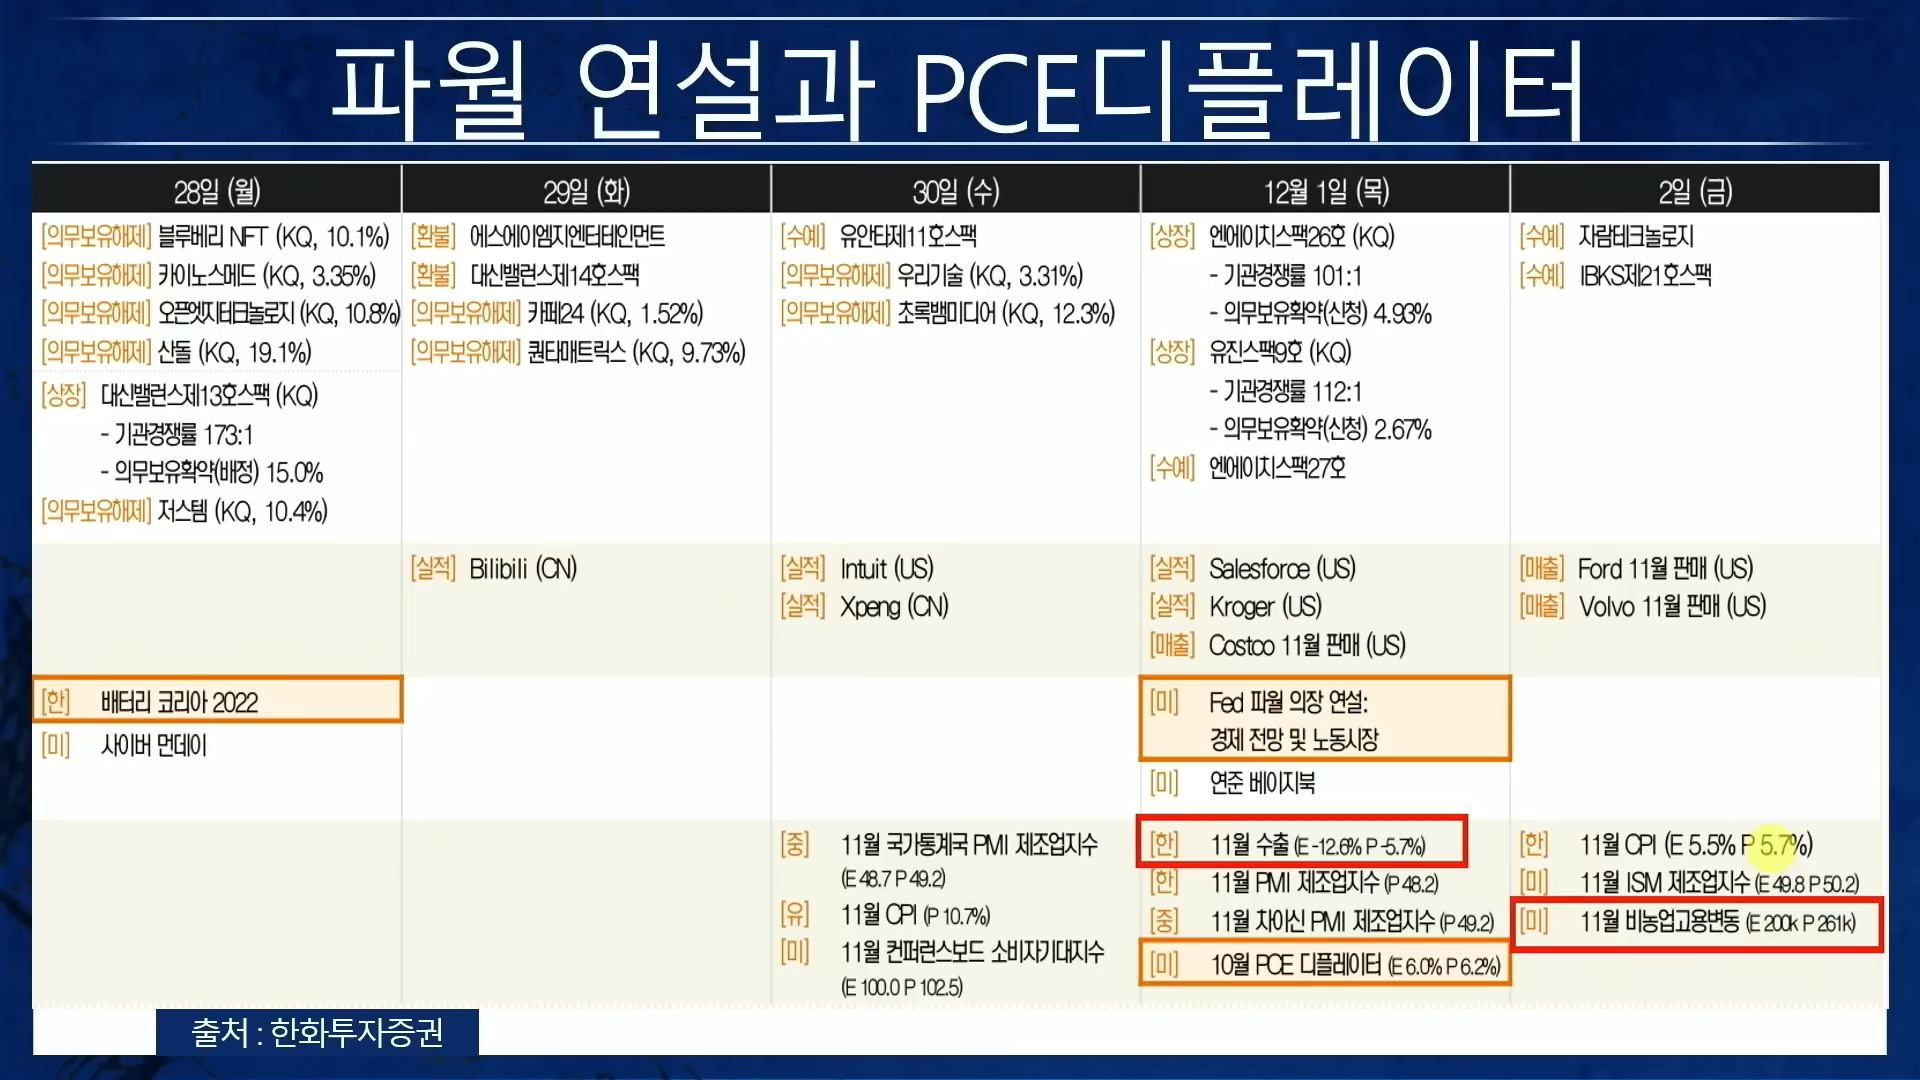 파월 연설과 PCE디플레이터
28일 (월)
[의무보유해제] 블루베리 NFT (KQ, 10.1%)
[의무보유해제] 카이노스메드 (KQ, 3.35%)
[의무보유해제] 오픈엣지테크놀로지 (KQ, 10.8%)
[의무보유해제] 산돌 (KQ, 19.1%)
[상장] 대신밸런스제13호스팩 (KQ)
- 기관경쟁률 173:1
- 의무보유확약(배정) 15.0%
[의무보유해제] 저스템 (KQ, 10.4%)
[한] 배터리 코리아 2022
[미] 사이버 먼데이
29일 (화)
[환불] 에스에이엠지엔터테인먼트
[환불] 대신밸런스제14호스팩
[의무보유해제] 카페24 (KQ, 1.52%)
[의무보유해제] 퀀타매트릭스 (KQ, 9.73%)
[실적] Bilibili (CN)
30일 (수)
[수예] 유안타제11호스팩
[의무보유해제] 우리기술 (KQ, 3.31%)
[의무보유해제] 초록뱀미디어 (KQ, 12.3%)
[실적] Intuit (US)
[실적] Xpeng (CN)
[중] 11월 국가통계국 PMI 제조업지수
(E 48.7 P 49.2)
[유] 11월 CPI (P 10.7%)
[미] 11월 컨퍼런스보드 소비자기대지수
(E 100.0 P 102.5)
12월 1일 (목)
[상장] 엔에이치스팩26호 (KQ)
- 기관경쟁률 101:1
- 의무보유확약(신청) 4.93%
[상장] 유진스팩9호 (KQ)
- 기관경쟁률 112:1
- 의무보유확약(신청) 2.67%
[수예] 엔에이치스팩27호
[실적] Salesforce (US)
[실적] Kroger (US)
[매출] Costco 11월 판매 (US)
[미] Fed 파월 의장 연설:
경제 전망 및 노동시장
[미] 연준 베이지북
[한] 11월 수출 (E -12.6% P -5.7%)
[한] 11월 PMI 제조업지수 (P 48.2)
[중] 11월 차이신 PMI 제조업지수 (P 49.2)
[미] 10월 PCE 디플레이터 (E 6.0% P 6.2%)
2일 (금)
[수예] 자람테크놀로지
[수예] IBKS제21호스팩
[매출] Ford 11월 판매 (US)
[매출] Volvo 11월 판매 (US)
[한] 11월 CPI (E 5.5% P 5.7%)
[미] 11월 ISM 제조업지수 (E 49.8 P 50.2)
[미] 11월 비농업고용변동 (E 200k P 261k)
출처 : 한화투자증권